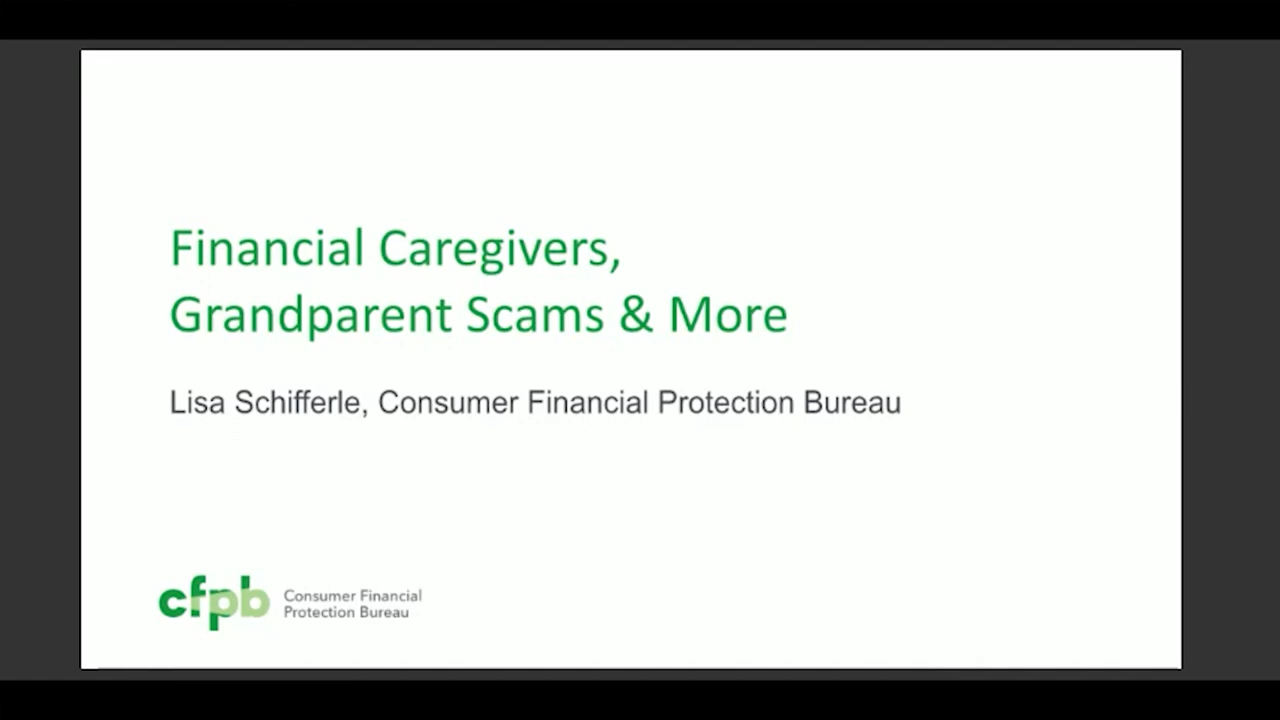 Financial Caregivers,
Grandparent Scams & More
Lisa Schifferle, Consumer Financial Protection Bureau
cfpb
Consumer Financial
Protection Bureau